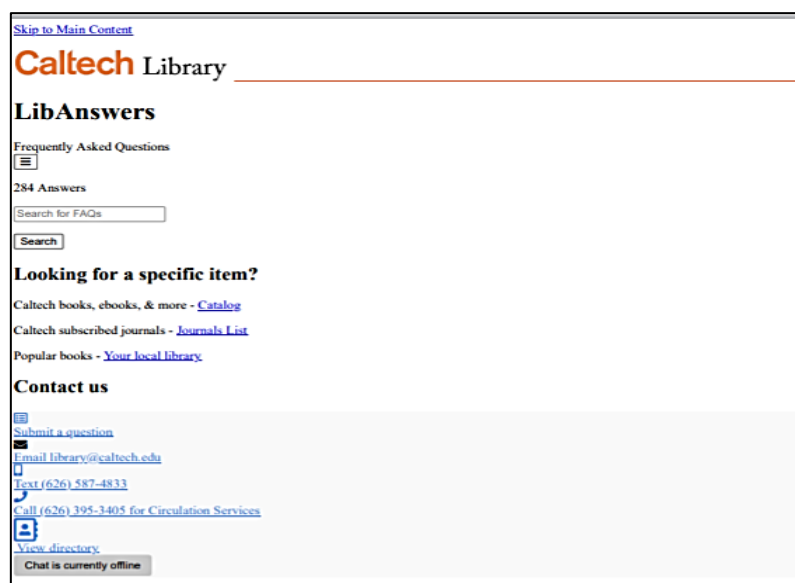 Skip to Main Content
Caltech Library
LibAnswers
Frequently Asked Questions
284 Answers
Search for FAQs
Search
Looking for a specific item?
Caltech books, ebooks, & more - Catalog
Caltech subscribed journals - Journals List
Popular books - Your local library
Contact us
Submit a question
Email library@caltech.edu
Text (626) 587-4833
Call (626) 395-3405 for Circulation Services
View directory
Chat is currently offline